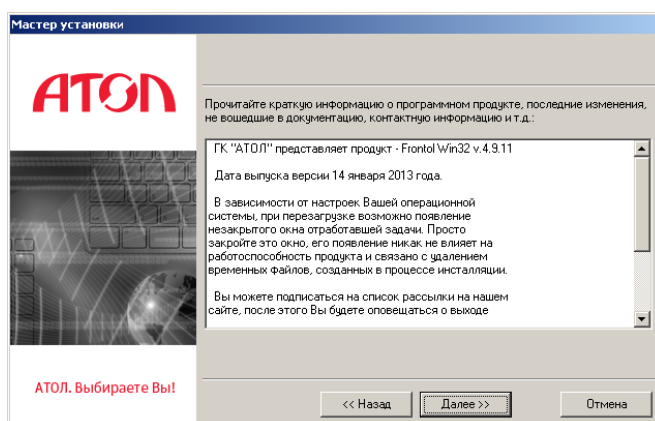 Мастер установки
АТОЛ
Прочитайте краткую информацию о программном продукте, последние изменения,
не вошедшие в документацию, контактную информацию и т.д.:
ГК "АТОЛ" представляет продукт - Frontol Win32 v.4.9.11
Дата выпуска версии 14 января 2013 года.
В зависимости от настроек Вашей операционной
системы, при перезагрузке возможно появление
незакрытого окна отработавшей задачи. Просто
закройте это окно, его появление никак не влияет на
работоспособность продукта и связано с удалением
временных файлов, созданных в процессе инсталляции.
Вы можете подписаться на список рассылки на нашем
сайте, после этого Вы будете оповещаться о выходе
АТОЛ. Выбираете Вы!
<< Назад
Далее >>
Отмена